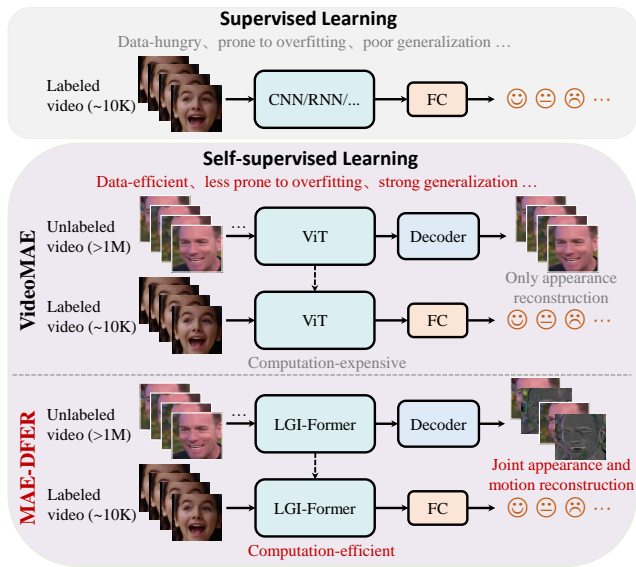 Supervised Learning
Data-hungry、prone to overfitting、poor generalization …
Labeled
video (~10K)
CNN/RNN/...
FC
...
Self-supervised Learning
Data-efficient、less prone to overfitting、strong generalization …
VideoMAE
Unlabeled
video (>1M)
...
ViT
Decoder
Only appearance
reconstruction
Labeled
video (~10K)
ViT
FC
...
Computation-expensive
MAE-DFER
Unlabeled
video (>1M)
...
LGI-Former
Decoder
Joint appearance and
motion reconstruction
Labeled
video (~10K)
LGI-Former
FC
...
Computation-efficient